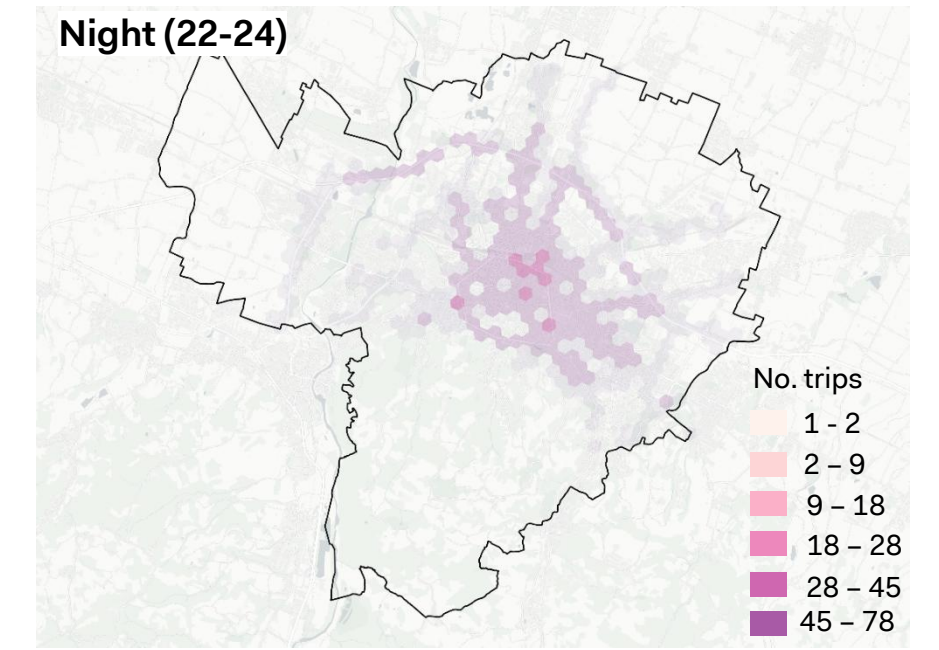 Night (22-24)
No. trips
1 - 2
2 – 9
9 – 18
18 – 28
28 – 45
45 – 78